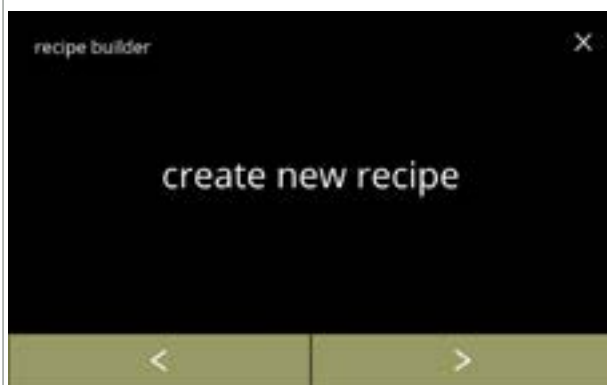 recipe builder
×
create new recipe
< >